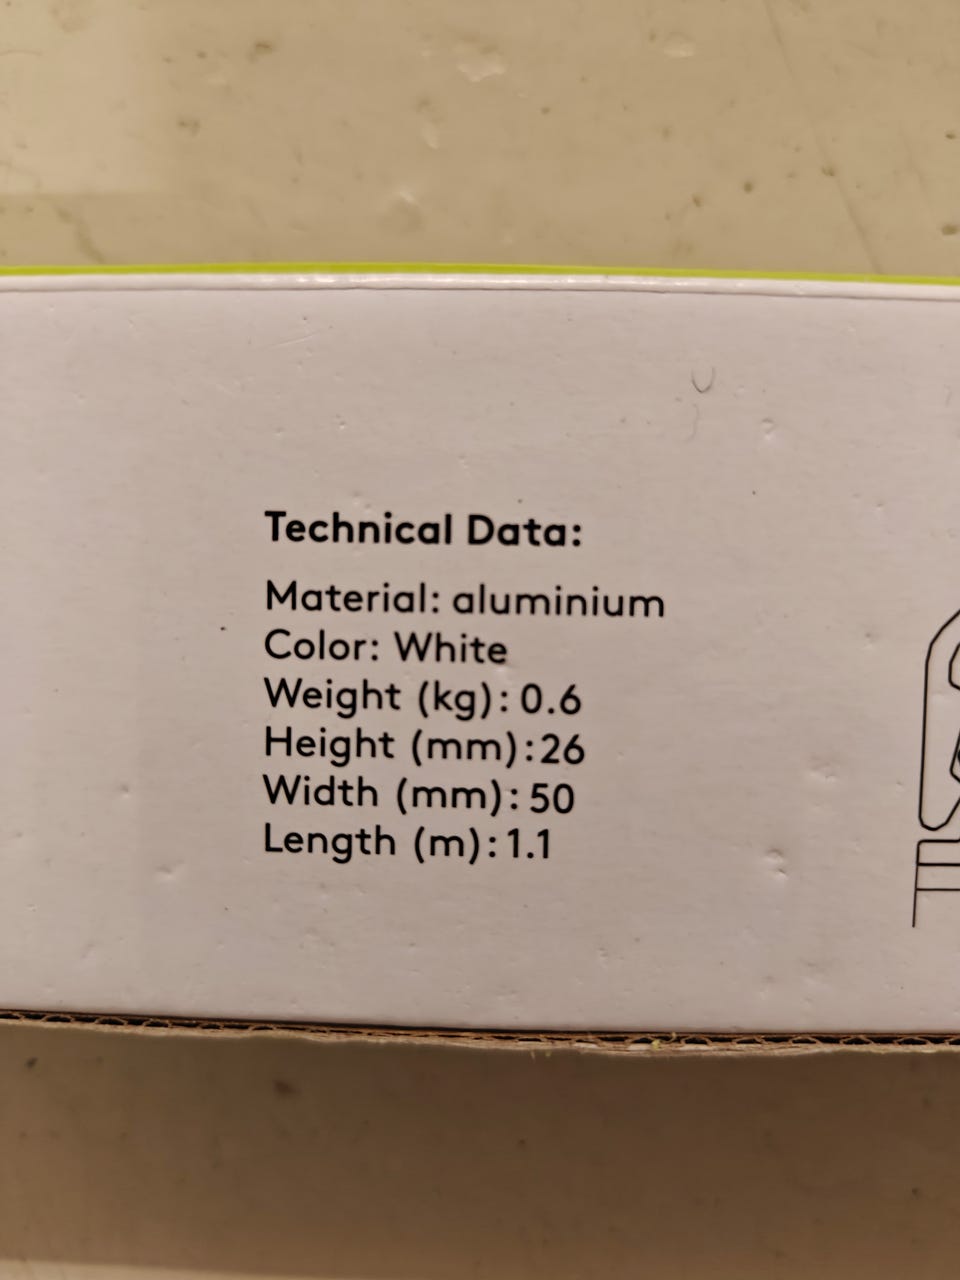 Technical Data:
Material: aluminium
Color: White
Weight (kg): 0.6
Height (mm):26
Width (mm): 50
Length (m):1.1